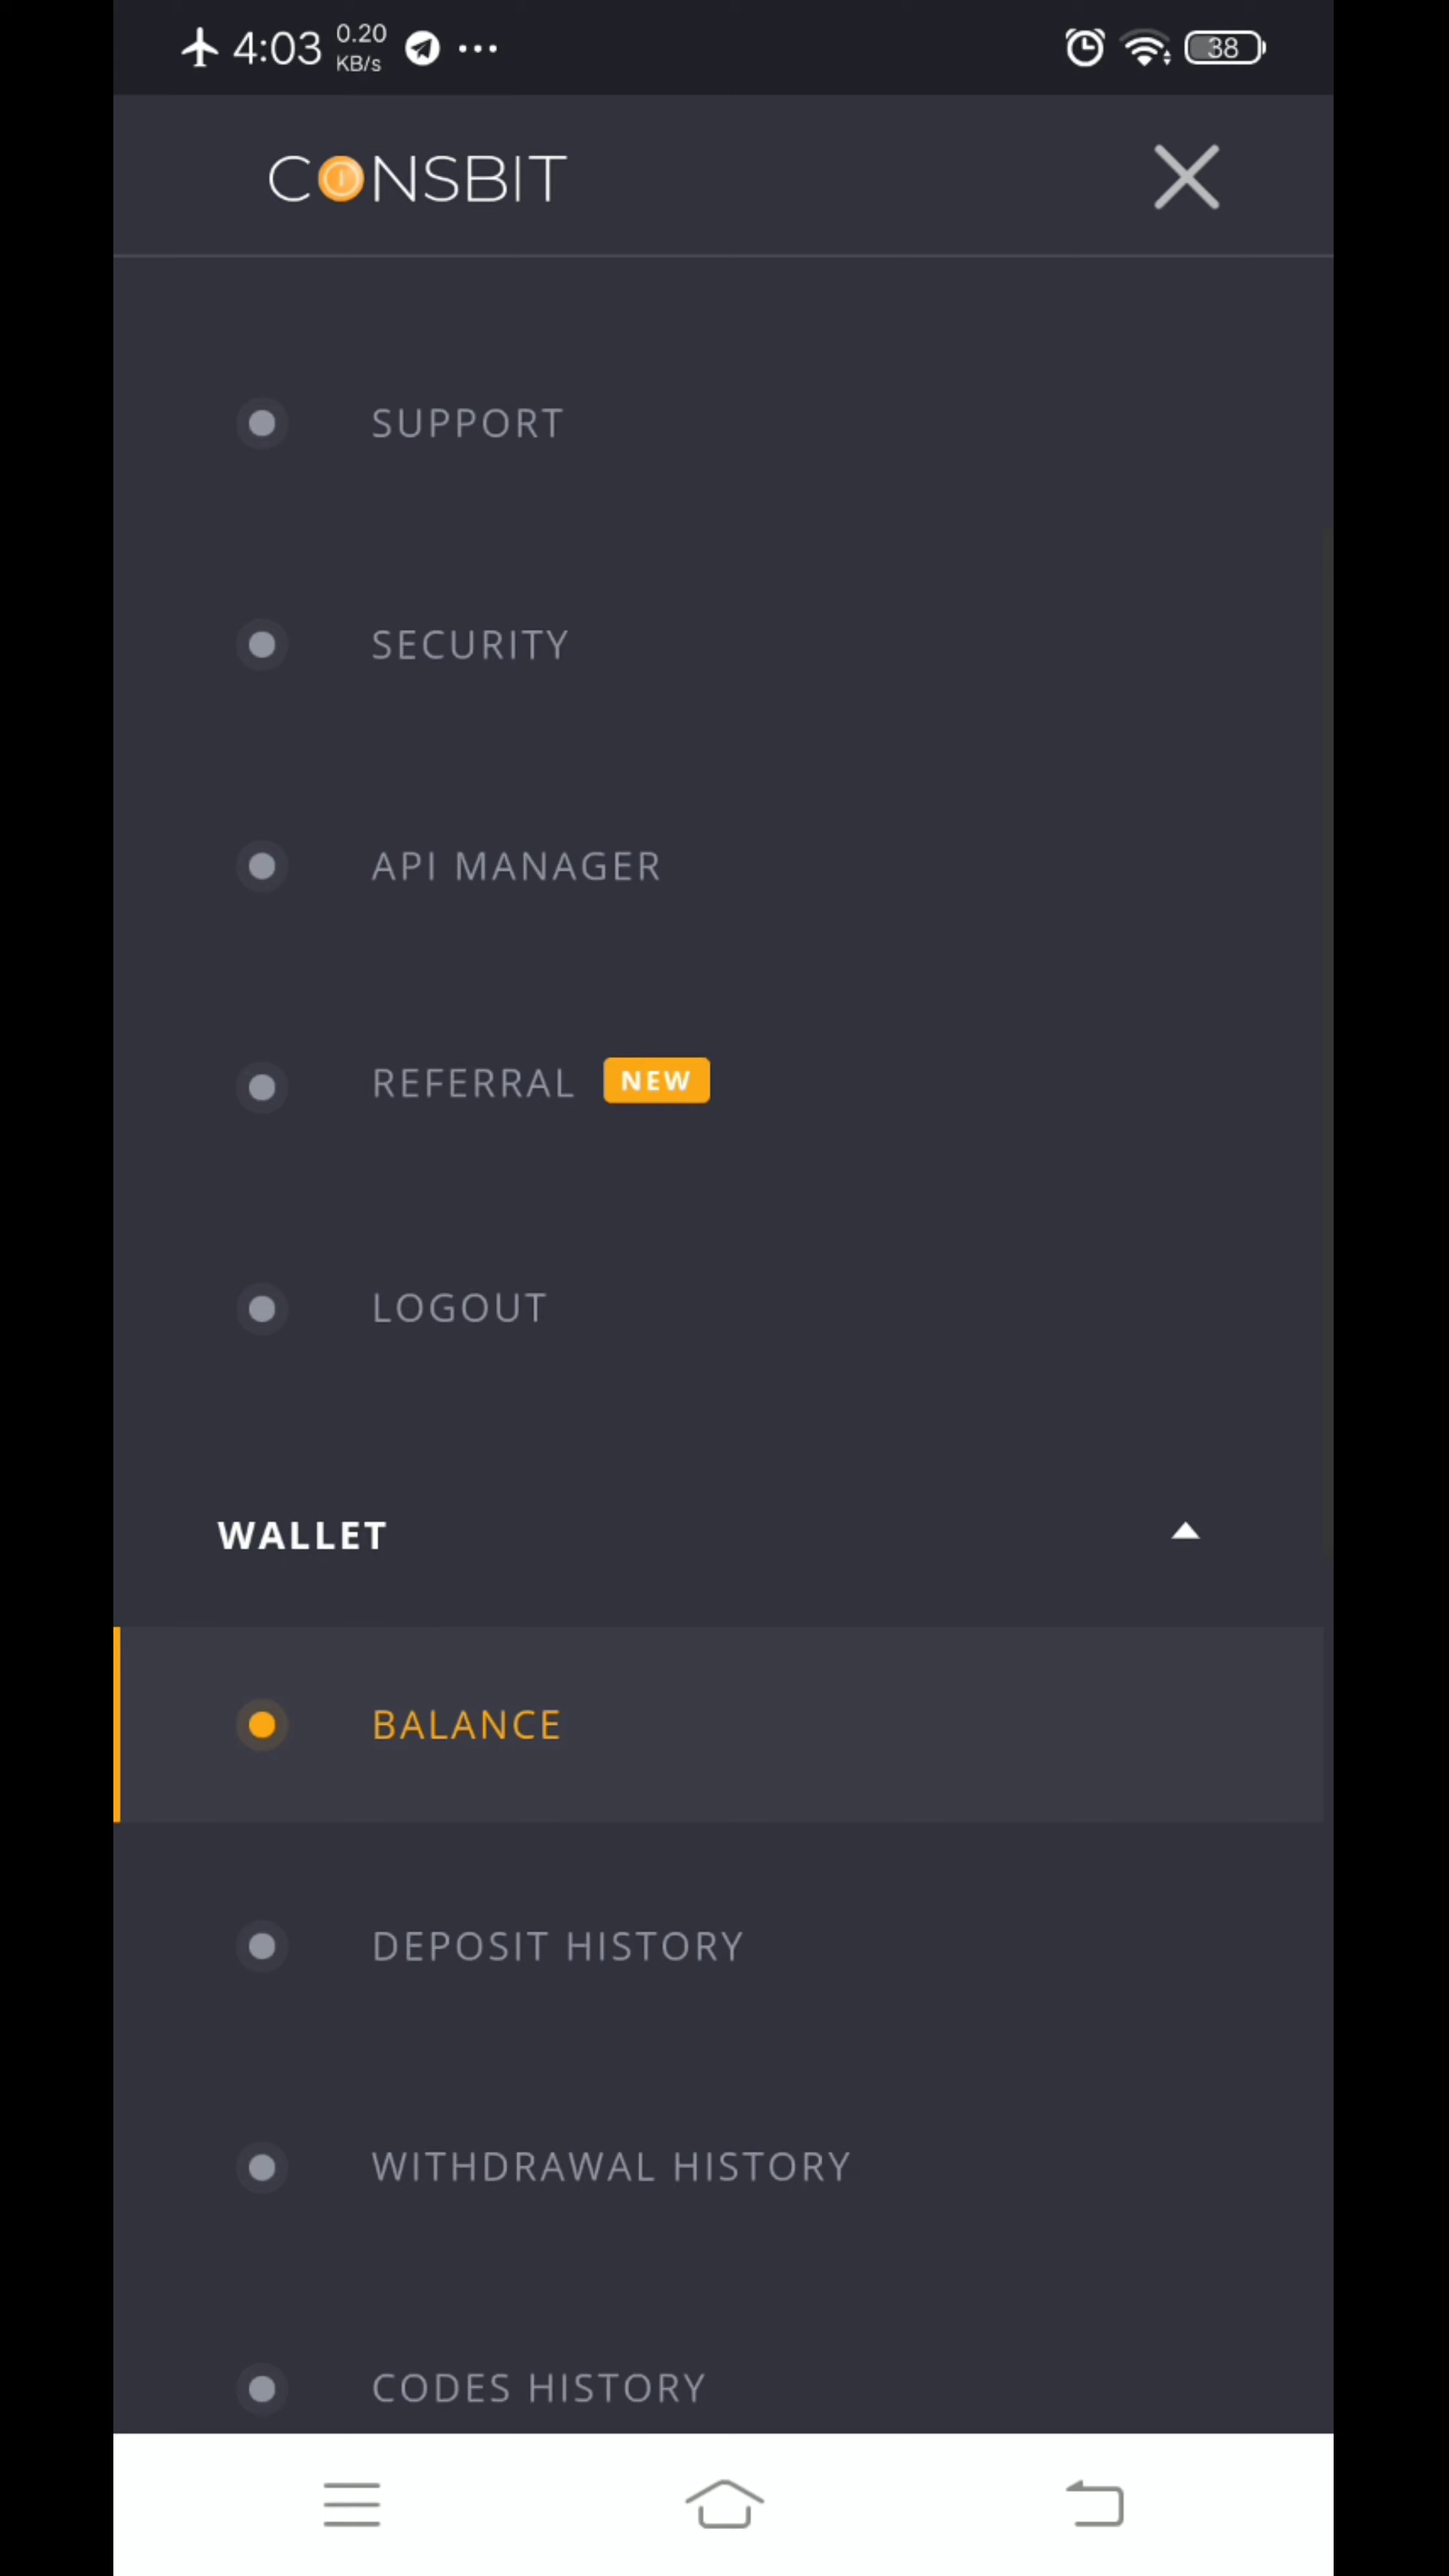 4:03 0.20 KB/s 38
CONSBIT
SUPPORT
SECURITY
API MANAGER
REFERRAL NEW
LOGOUT
WALLET
BALANCE
DEPOSIT HISTORY
WITHDRAWAL HISTORY
CODES HISTORY